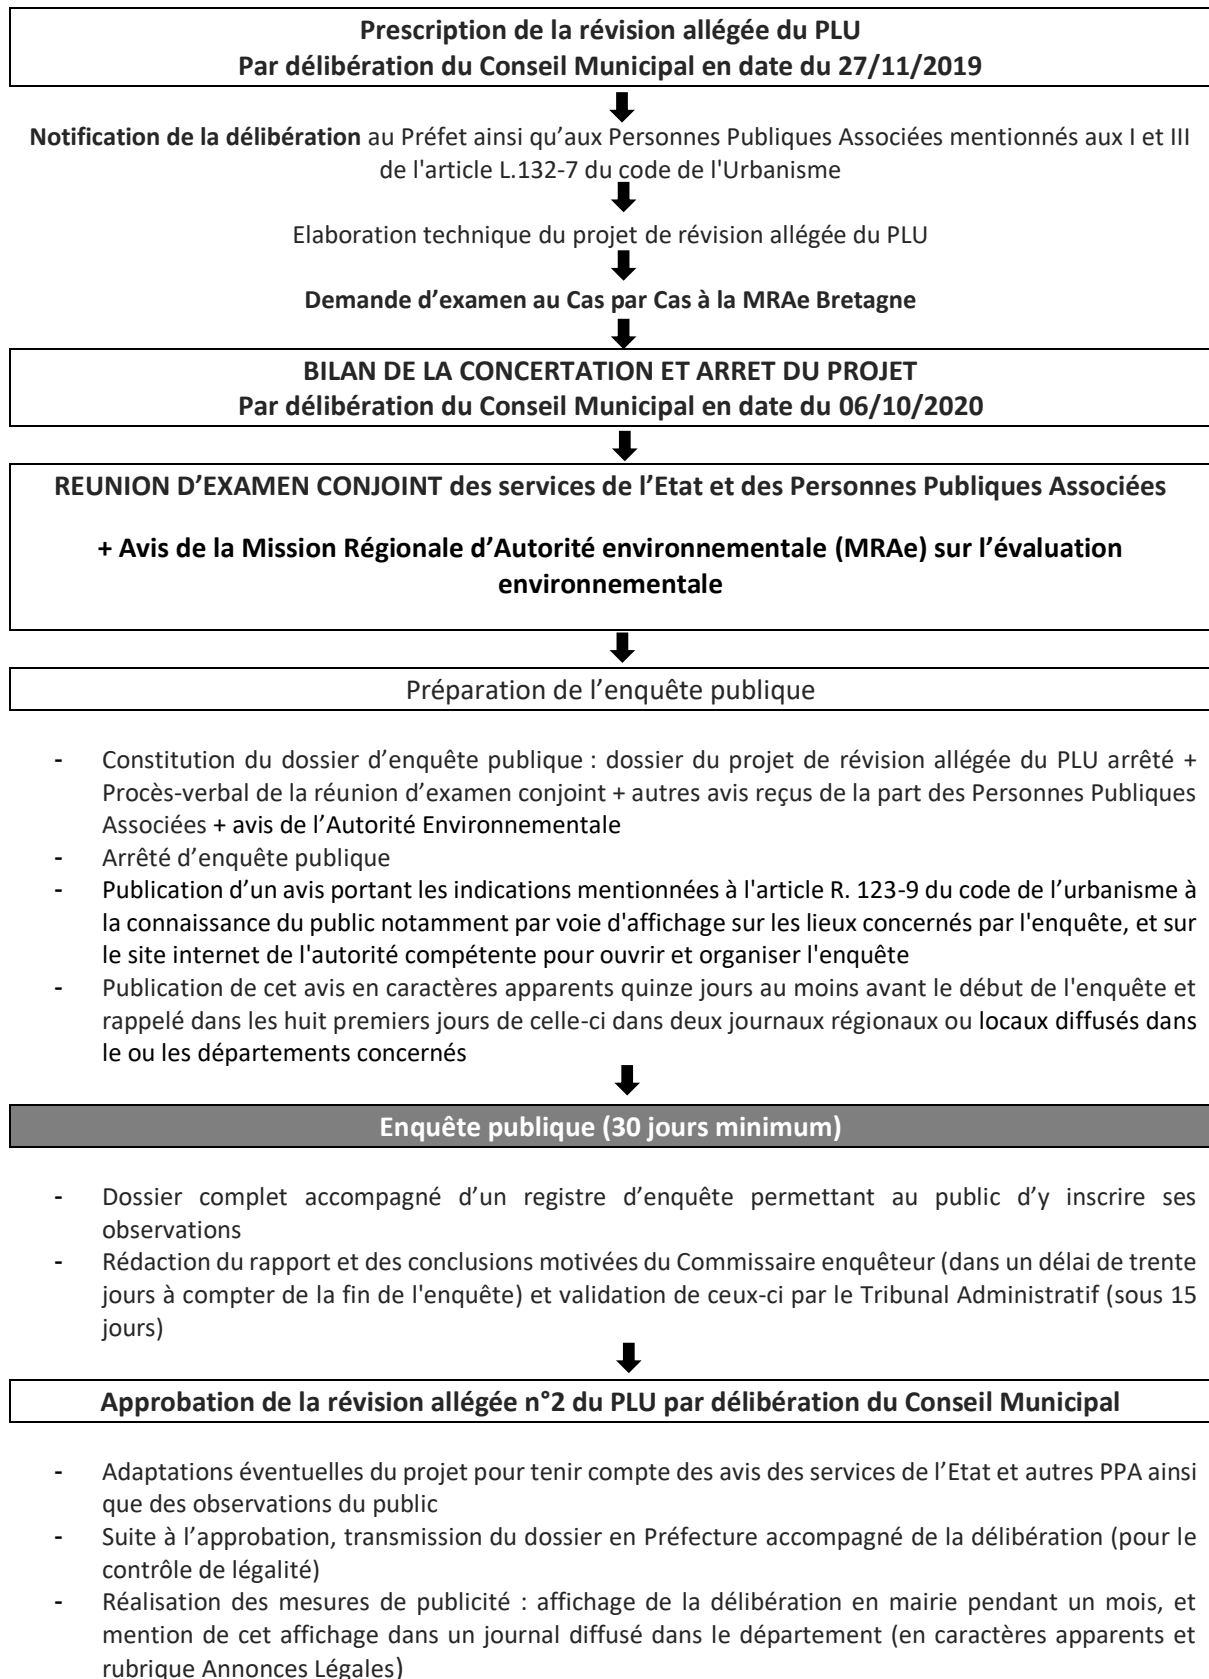 Prescription de la révision allégée du PLU
Par délibération du Conseil Municipal en date du 27/11/2019
Notification de la délibération au Préfet ainsi qu’aux Personnes Publiques Associées mentionnés aux I et III
de l'article L.132-7 du code de l'Urbanisme
Elaboration technique du projet de révision allégée du PLU
Demande d’examen au Cas par Cas à la MRAe Bretagne
BILAN DE LA CONCERTATION ET ARRET DU PROJET
Par délibération du Conseil Municipal en date du 06/10/2020
REUNION D’EXAMEN CONJOINT des services de l’Etat et des Personnes Publiques Associées
+ Avis de la Mission Régionale d’Autorité environnementale (MRAe) sur l’évaluation
environnementale
Préparation de l’enquête publique
- Constitution du dossier d’enquête publique : dossier du projet de révision allégée du PLU arrêté +
Procès-verbal de la réunion d’examen conjoint + autres avis reçus de la part des Personnes Publiques
Associées + avis de l’Autorité Environnementale
- Arrêté d’enquête publique
- Publication d’un avis portant les indications mentionnées à l'article R. 123-9 du code de l’urbanisme à
la connaissance du public notamment par voie d'affichage sur les lieux concernés par l'enquête, et sur
le site internet de l'autorité compétente pour ouvrir et organiser l'enquête
- Publication de cet avis en caractères apparents quinze jours au moins avant le début de l'enquête et
rappelé dans les huit premiers jours de celle-ci dans deux journaux régionaux ou locaux diffusés dans
le ou les départements concernés
Enquête publique (30 jours minimum)
- Dossier complet accompagné d’un registre d’enquête permettant au public d’y inscrire ses
observations
- Rédaction du rapport et des conclusions motivées du Commissaire enquêteur (dans un délai de trente
jours à compter de la fin de l'enquête) et validation de ceux-ci par le Tribunal Administratif (sous 15
jours)
Approbation de la révision allégée n°2 du PLU par délibération du Conseil Municipal
- Adaptations éventuelles du projet pour tenir compte des avis des services de l’Etat et autres PPA ainsi
que des observations du public
- Suite à l’approbation, transmission du dossier en Préfecture accompagné de la délibération (pour le
contrôle de légalité)
- Réalisation des mesures de publicité : affichage de la délibération en mairie pendant un mois, et
mention de cet affichage dans un journal diffusé dans le département (en caractères apparents et
rubrique Annonces Légales)